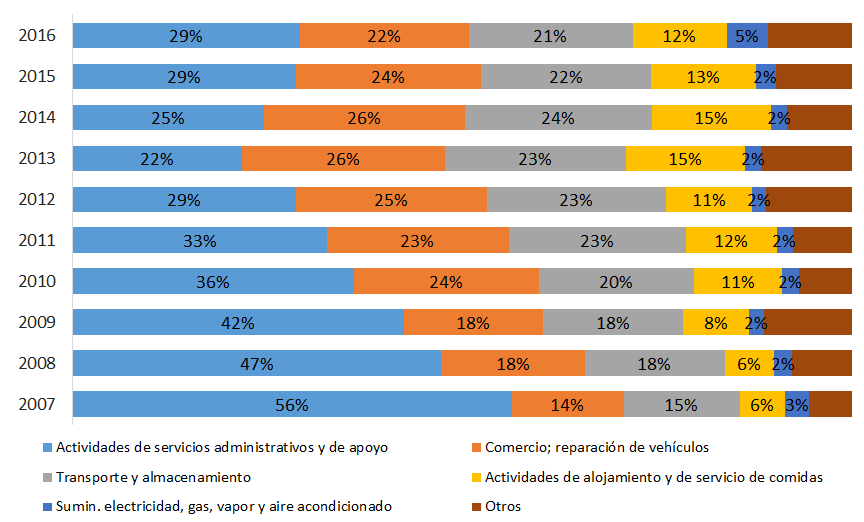 2016 29% 22% 21% 12% 5%
2015 29% 24% 22% 13% 2%
2014 25% 26% 24% 15% 2%
2013 22% 26% 23% 15% 2%
2012 29% 25% 23% 11% 2%
2011 33% 23% 23% 12% 2%
2010 36% 24% 20% 11% 2%
2009 42% 18% 18% 8% 2%
2008 47% 18% 18% 6% 2%
2007 56% 14% 15% 6% 3%
Actividades de servicios administrativos y de apoyo Comercio; reparación de vehículos
Transporte y almacenamiento Actividades de alojamiento y de servicio de comidas
Sumin. electricidad, gas, vapor y aire acondicionado Otros